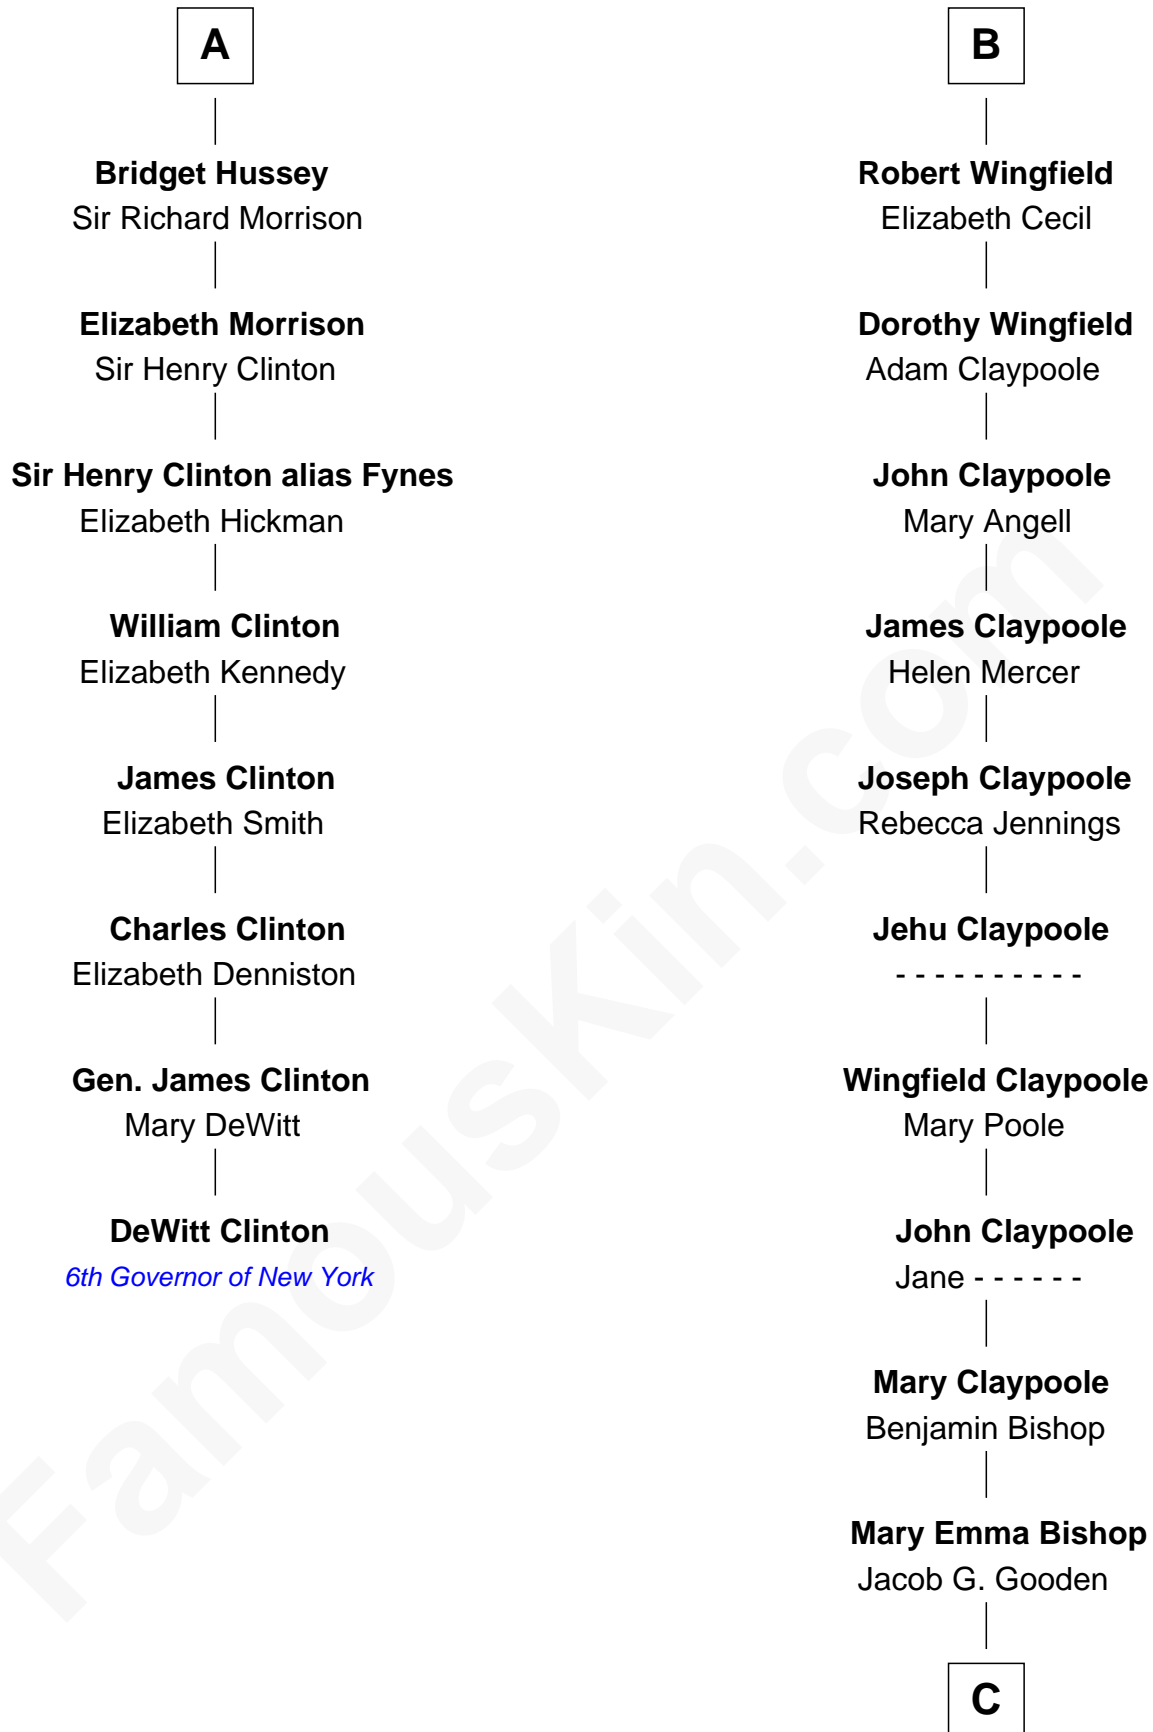 A
Bridget Hussey
Sir Richard Morrison
Elizabeth Morrison
Sir Henry Clinton
Sir Henry Clinton alias Fynes
Elizabeth Hickman
William Clinton
Elizabeth Kennedy
James Clinton
Elizabeth Smith
Charles Clinton
Elizabeth Denniston
Gen. James Clinton
Mary DeWitt
DeWitt Clinton
6th Governor of New York
B
Robert Wingfield
Elizabeth Cecil
Dorothy Wingfield
Adam Claypoole
John Claypoole
Mary Angell
James Claypoole
Helen Mercer
Joseph Claypoole
Rebecca Jennings
Jehu Claypoole
- - - - - - - - - -
Wingfield Claypoole
Mary Poole
John Claypoole
Jane - - - - - -
Mary Claypoole
Benjamin Bishop
Mary Emma Bishop
Jacob G. Gooden
C
FamousKin.com